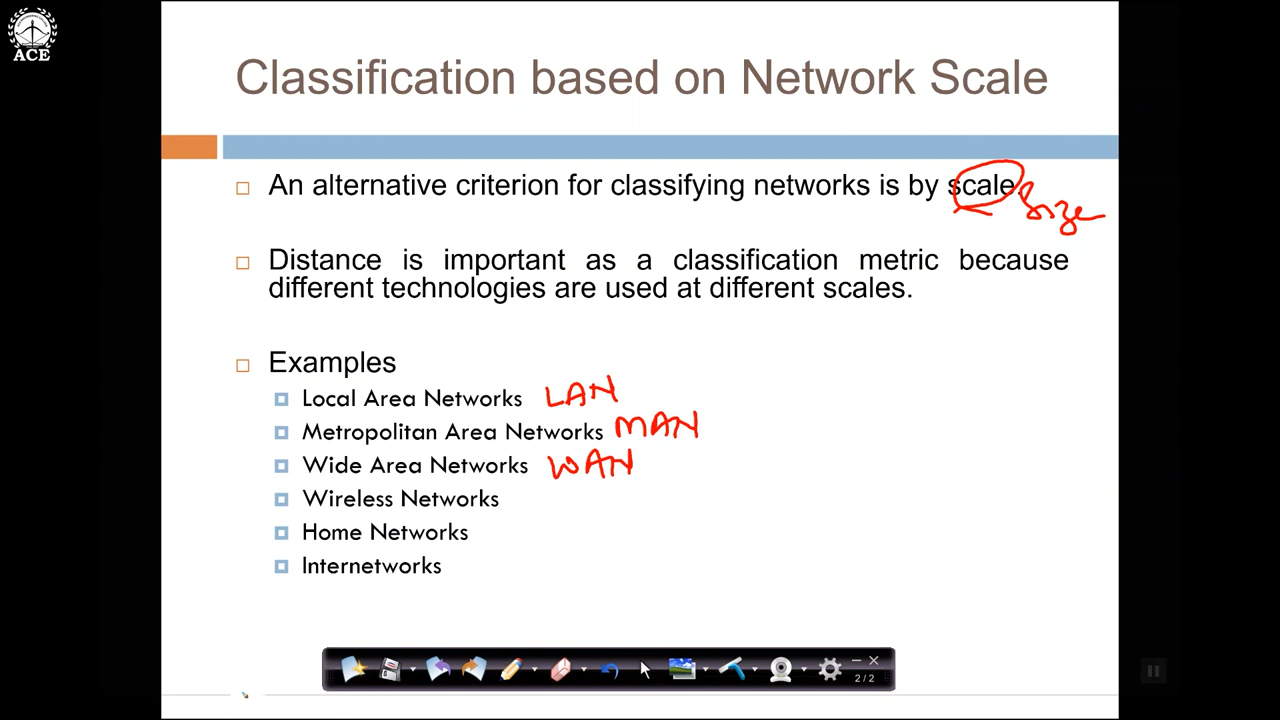 ACE
Classification based on Network Scale
An alternative criterion for classifying networks is by scale. Size
Distance is important as a classification metric because
different technologies are used at different scales.
Examples
Local Area Networks LAN
Metropolitan Area Networks MAN
Wide Area Networks WAN
Wireless Networks
Home Networks
Internetworks
2/2